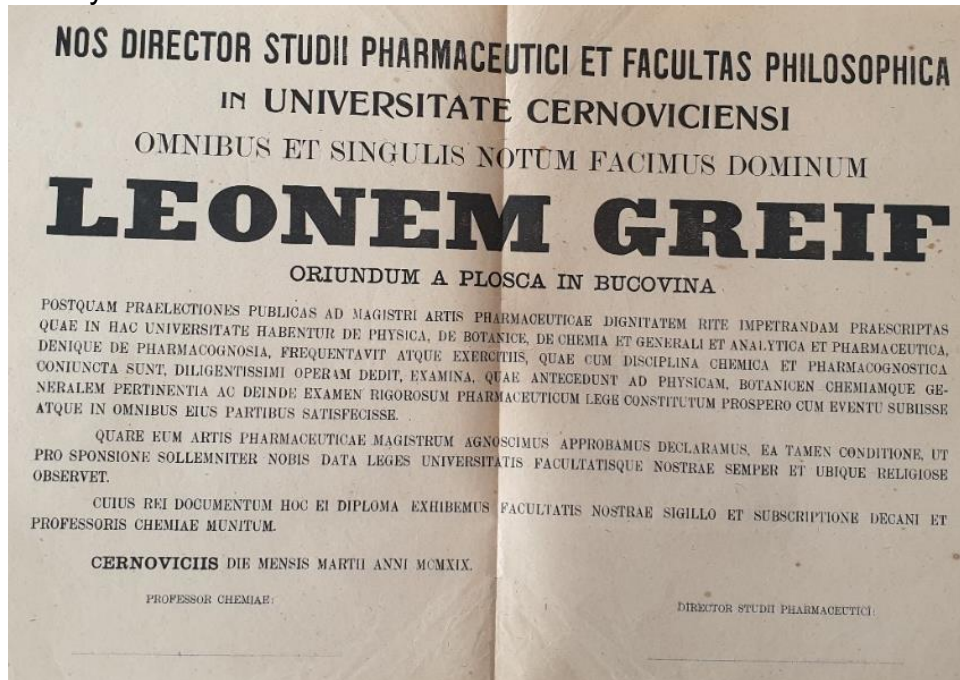 NOS DIRECTOR STUDII PHARMACEUTICI ET FACULTAS PHILOSOPHICA
IN UNIVERSITATE CERNOVICIENSI
OMNIBUS ET SINGULIS NOTUM FACIMUS DOMINUM
LEONEM GREIF
ORIUNDUM A PLOSCA IN BUCOVINA
POSTQUAM PRAELECTIONES PUBLICAS AD MAGISTRI ARTIS PHARMACEUTICAE DIGNITATEM RITE IMPETRANDAM PRAESCRIPTAS
QUAE IN HAC UNIVERSITATE HABENTUR DE PHYSICA, DE BOTANICE, DE CHEMIA ET GENERALI ET ANALYTICA ET PHARMACEUTICA,
DENIQUE DE PHARMACOGNOSIA, FREQUENTAVIT ATQUE EXERCITIIS, QUAE CUM DISCIPLINA CHEMICA ET PHARMACOGNOSTICA
CONIUNCTA SUNT, DILIGENTISSIMI OPERAM DEDIT, EXAMINA, QUAE ANTECEDUNT AD PHYSICAM, BOTANICEN CHEMIAMQUE GE-
NERALEM PERTINENTIA AC DEINDE EXAMEN RIGOROSUM PHARMACEUTICUM LEGE CONSTITUTUM PROSPERO CUM EVENTU SUBIISSE
ATQUE IN OMNIBUS EIUS PARTIBUS SATISFECISSE.
QUARE EUM ARTIS PHARMACEUTICAE MAGISTRUM AGNOSCIMUS APPROBAMUS DECLARAMUS, EA TAMEN CONDITIONE, UT
PRO SPONSIONE SOLLEMNITER NOBIS DATA LEGES UNIVERSITATIS FACULTATISQUE NOSTRAE SEMPER ET UBIQUE RELIGIOSE
OBSERVET.
CUIUS REI DOCUMENTUM HOC EI DIPLOMA EXHIBEMUS FACULTATIS NOSTRAE SIGILLO ET SUBSCRIPTIONE DECANI ET
PROFESSORIS CHEMIAE MUNITUM.
CERNOVICIIS DIE MENSIS MARTII ANNI MCMXIX.
PROFESSOR CHEMIAE:
DIRECTOR STUDII PHARMACEUTICI: